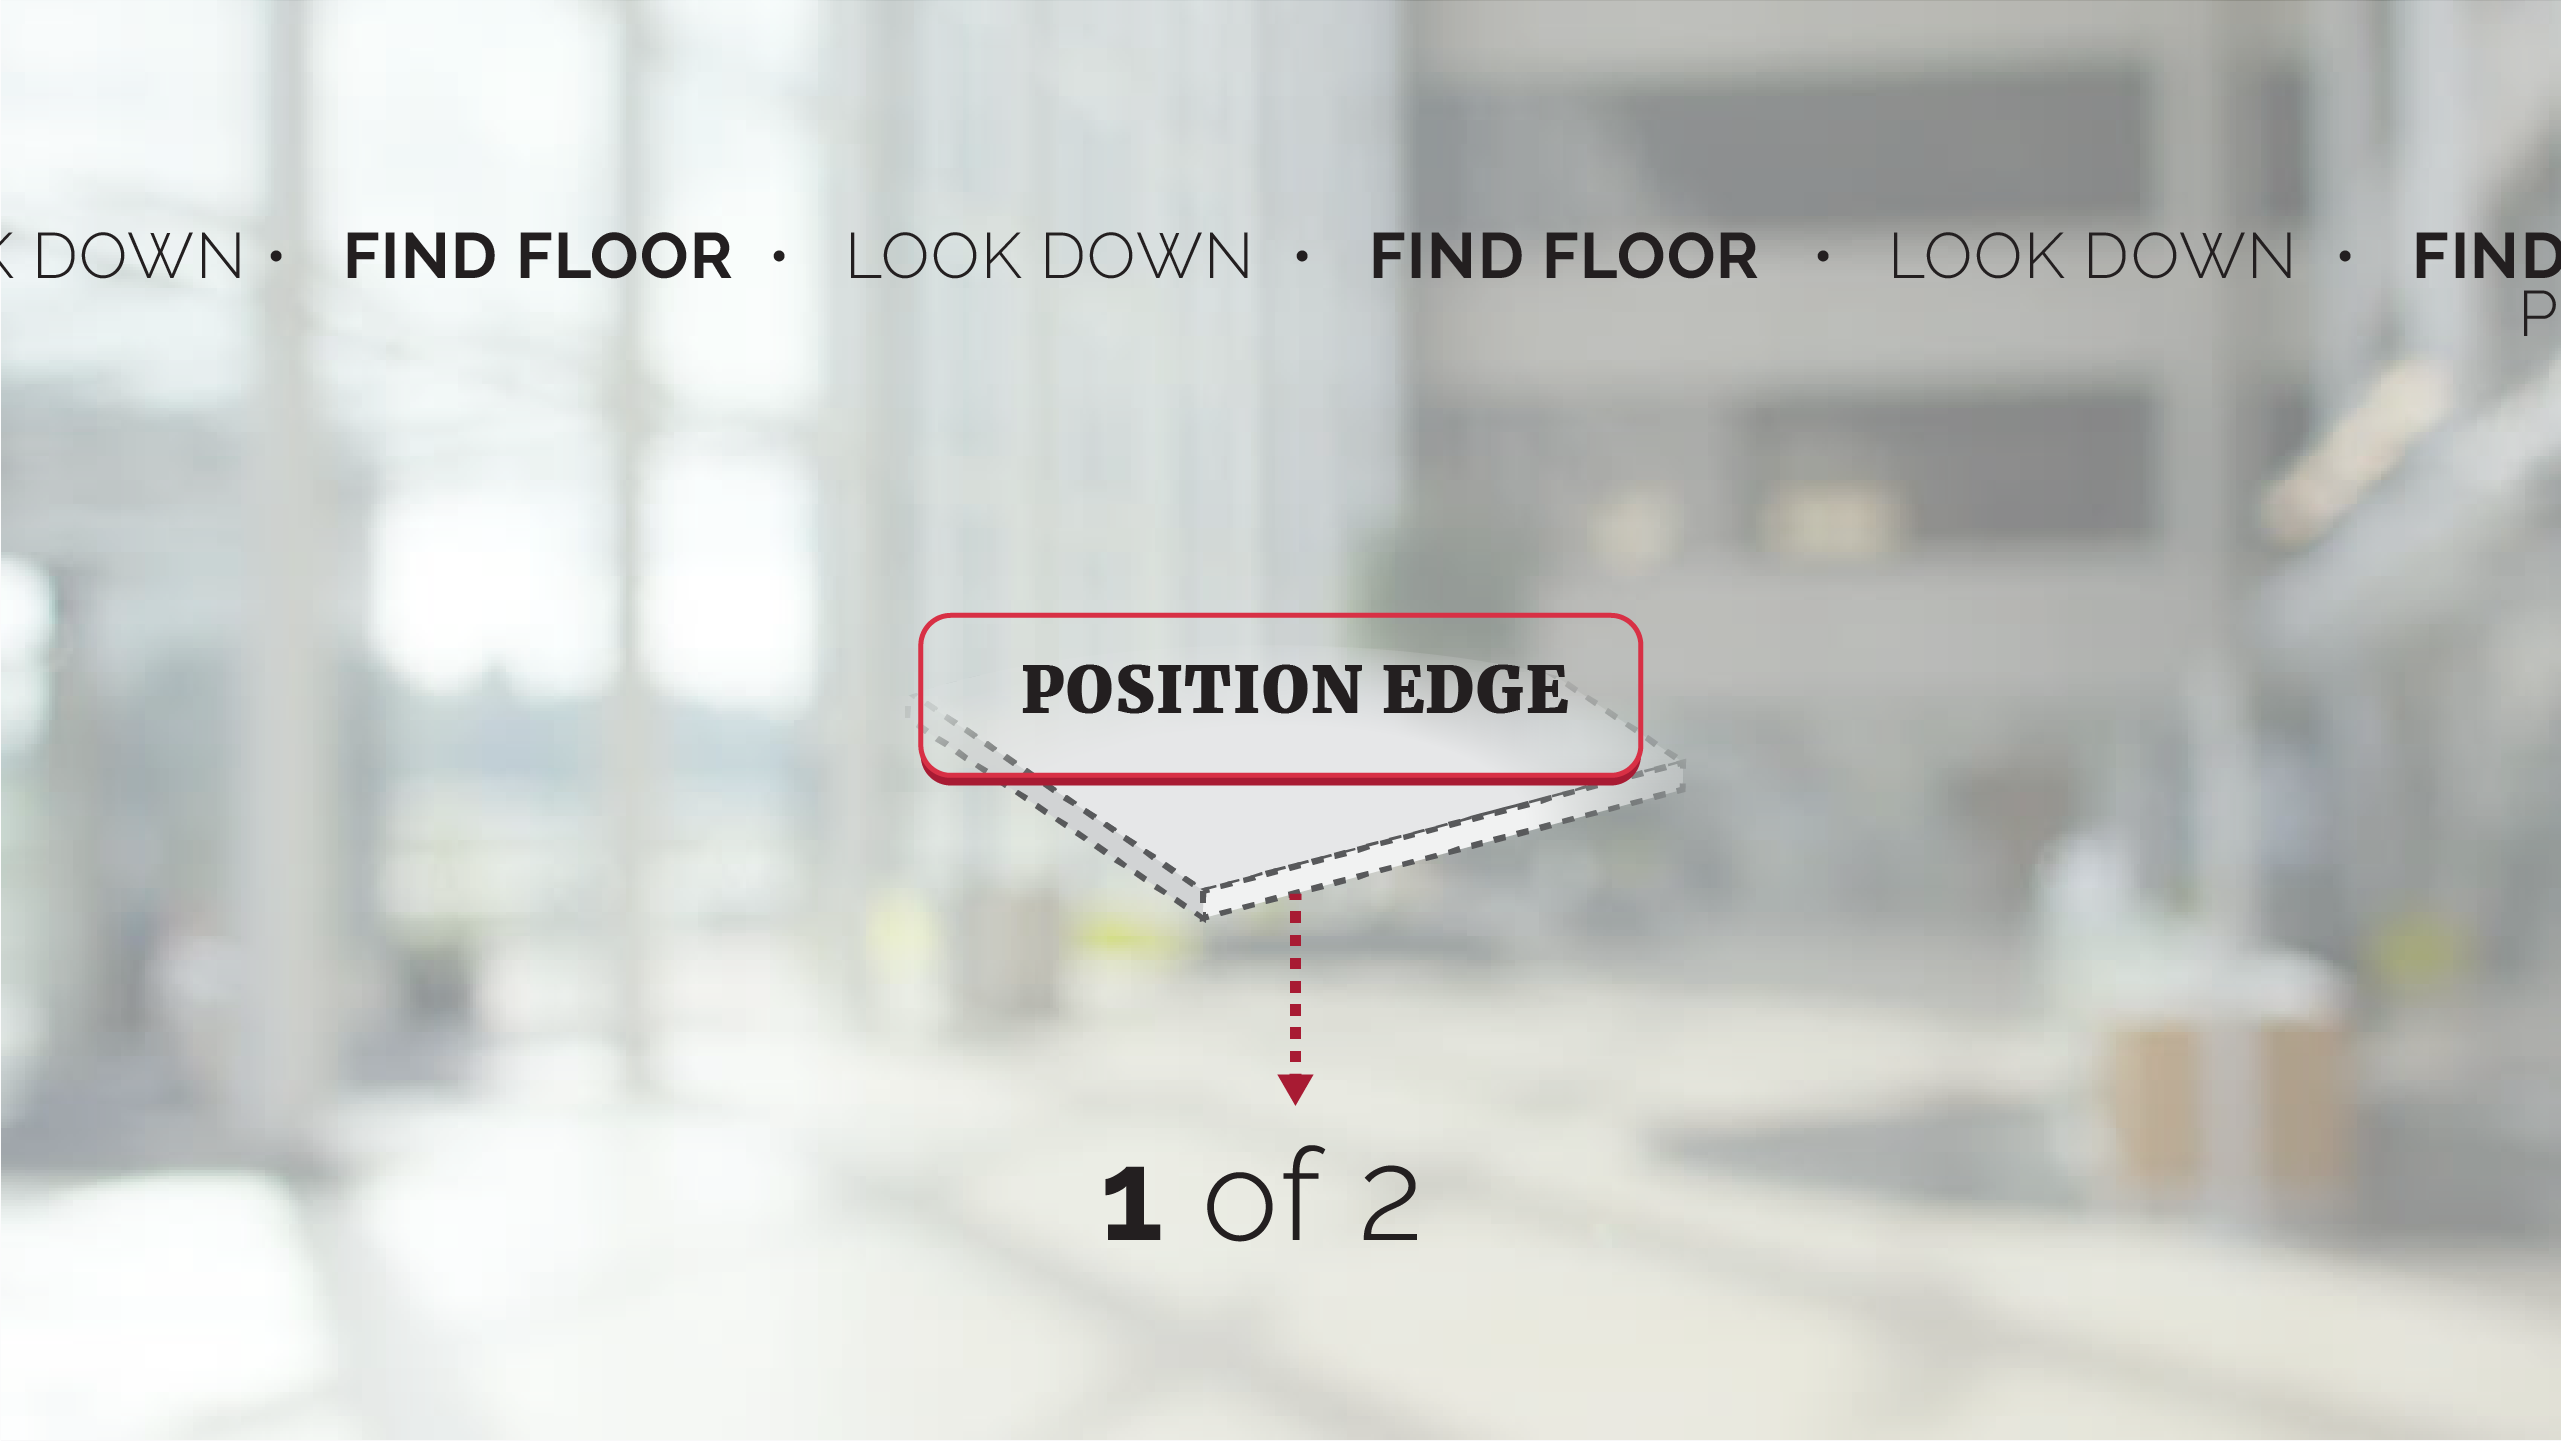 K DOWN • FIND FLOOR • LOOK DOWN • FIND FLOOR • LOOK DOWN • FIND
P
POSITION EDGE
1 of 2